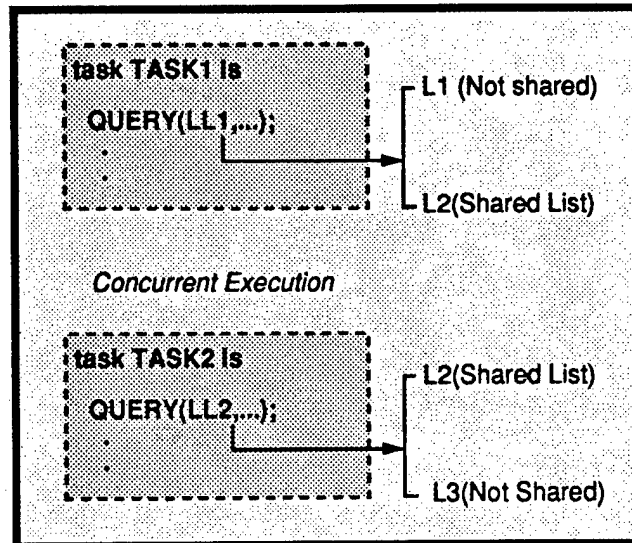 task TASK1 is
QUERY(LL1,...);
.
.
L1 (Not shared)
L2(Shared List)
Concurrent Execution
task TASK2 is
QUERY(LL2,...);
.
.
L2(Shared List)
L3(Not Shared)